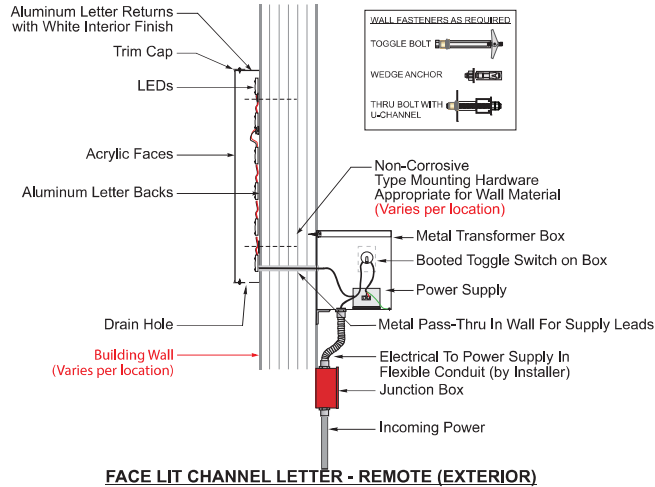 Aluminum Letter Returns
with White Interior Finish
Trim Cap
LEDs
Acrylic Faces
Aluminum Letter Backs
Drain Hole
Building Wall
(Varies per location)
WALL FASTENERS AS REQUIRED
TOGGLE BOLT
WEDGE ANCHOR
THRU BOLT WITH
U-CHANNEL
Non-Corrosive
Type Mounting Hardware
Appropriate for Wall Material
(Varies per location)
Metal Transformer Box
Booted Toggle Switch on Box
Power Supply
Metal Pass-Thru In Wall For Supply Leads
Electrical To Power Supply In
Flexible Conduit (by Installer)
Junction Box
Incoming Power
FACE LIT CHANNEL LETTER - REMOTE (EXTERIOR)